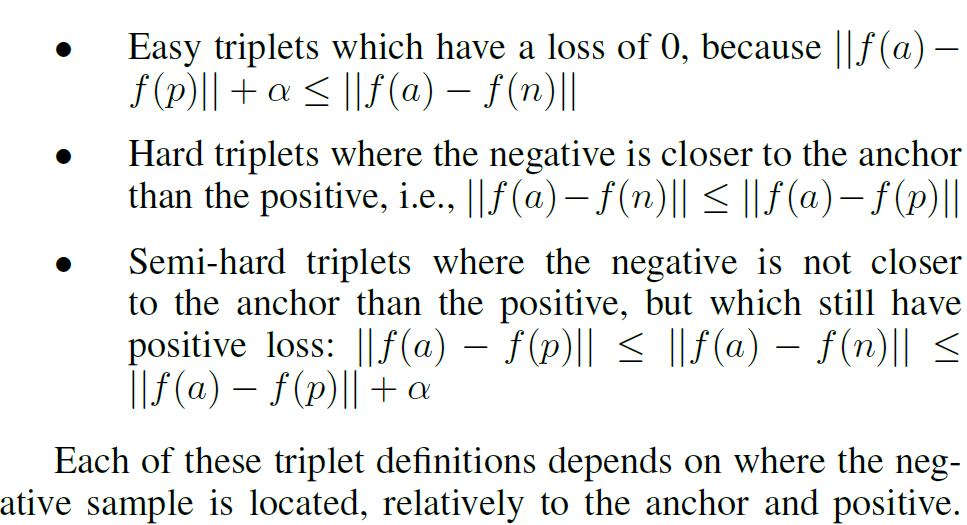 • Easy triplets which have a loss of 0, because ||f(a) −
f(p)|| + α ≤ ||f(a) − f(n)||
• Hard triplets where the negative is closer to the anchor
than the positive, i.e., ||f(a) − f(n)|| ≤ ||f(a) − f(p)||
• Semi-hard triplets where the negative is not closer
to the anchor than the positive, but which still have
positive loss: ||f(a) − f(p)|| ≤ ||f(a) − f(n)|| ≤
||f(a) − f(p)|| + α
Each of these triplet definitions depends on where the neg-
ative sample is located, relatively to the anchor and positive.